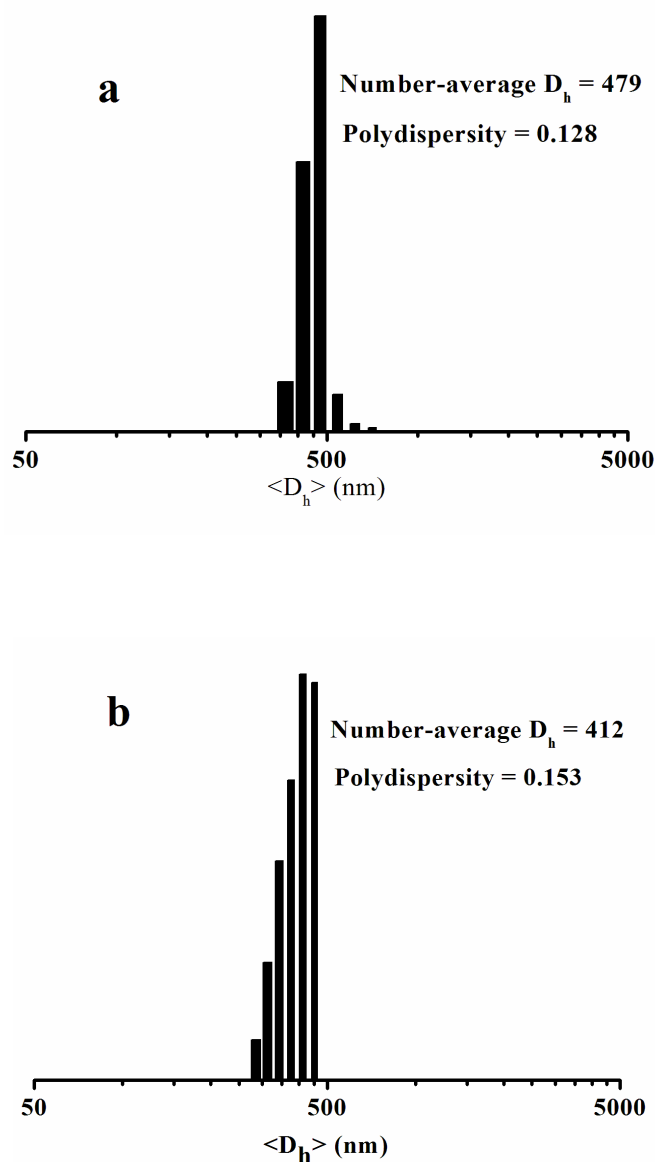 a
Number-average Dh = 479
Polydispersity = 0.128
50 500 5000
<Dh> (nm)
b
Number-average Dh = 412
Polydispersity = 0.153
50 500 5000
<Dh> (nm)